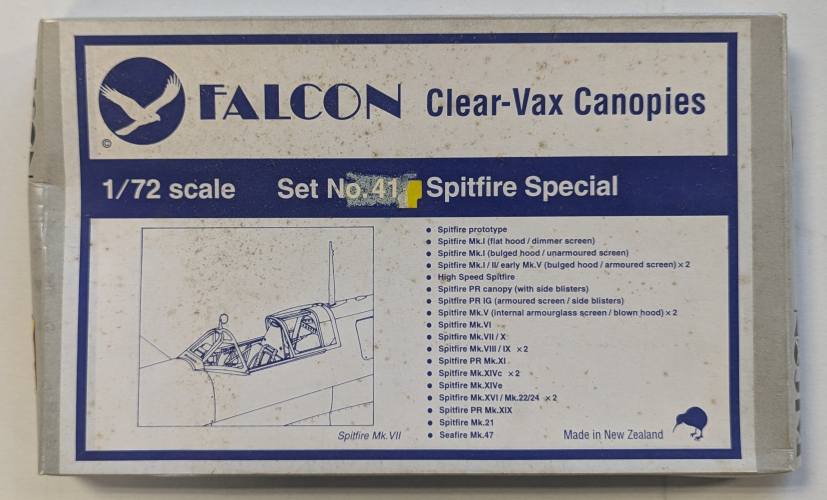 FALCON Clear-Vax Canopies
©
1/72 scale Set No.41 Spitfire Special
Spitfire prototype
Spitfire Mk.I (flat hood / dimmer screen)
Spitfire Mk.I (bulged hood / unarmoured screen)
Spitfire Mk.I / II/ early Mk.V (bulged hood / armoured screen) × 2
High Speed Spitfire
Spitfire PR canopy (with side blisters)
Spitfire PR IG (armoured screen / side blisters)
Spitfire Mk.V (internal armourglass screen / blown hood) × 2
Spitfire Mk.VI
Spitfire Mk.VII / X
Spitfire Mk.VIII / IX × 2
Spitfire PR Mk.XI
Spitfire Mk.XIVc × 2
Spitfire Mk.XIVe
Spitfire Mk.XVI / Mk.22/24 × 2
Spitfire PR Mk.XIX
Spitfire Mk.21
Seafire Mk.47
Spitfire Mk.VII
Made in New Zealand